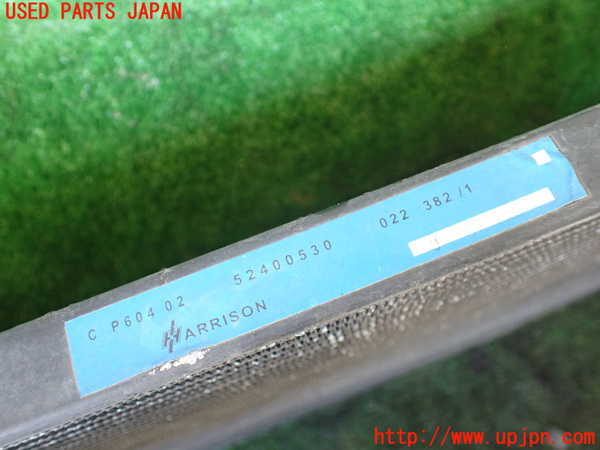 USED PARTS JAPAN
C P604 02 52400530 022 382/1
HARRISON
http://www.upjpn.com/